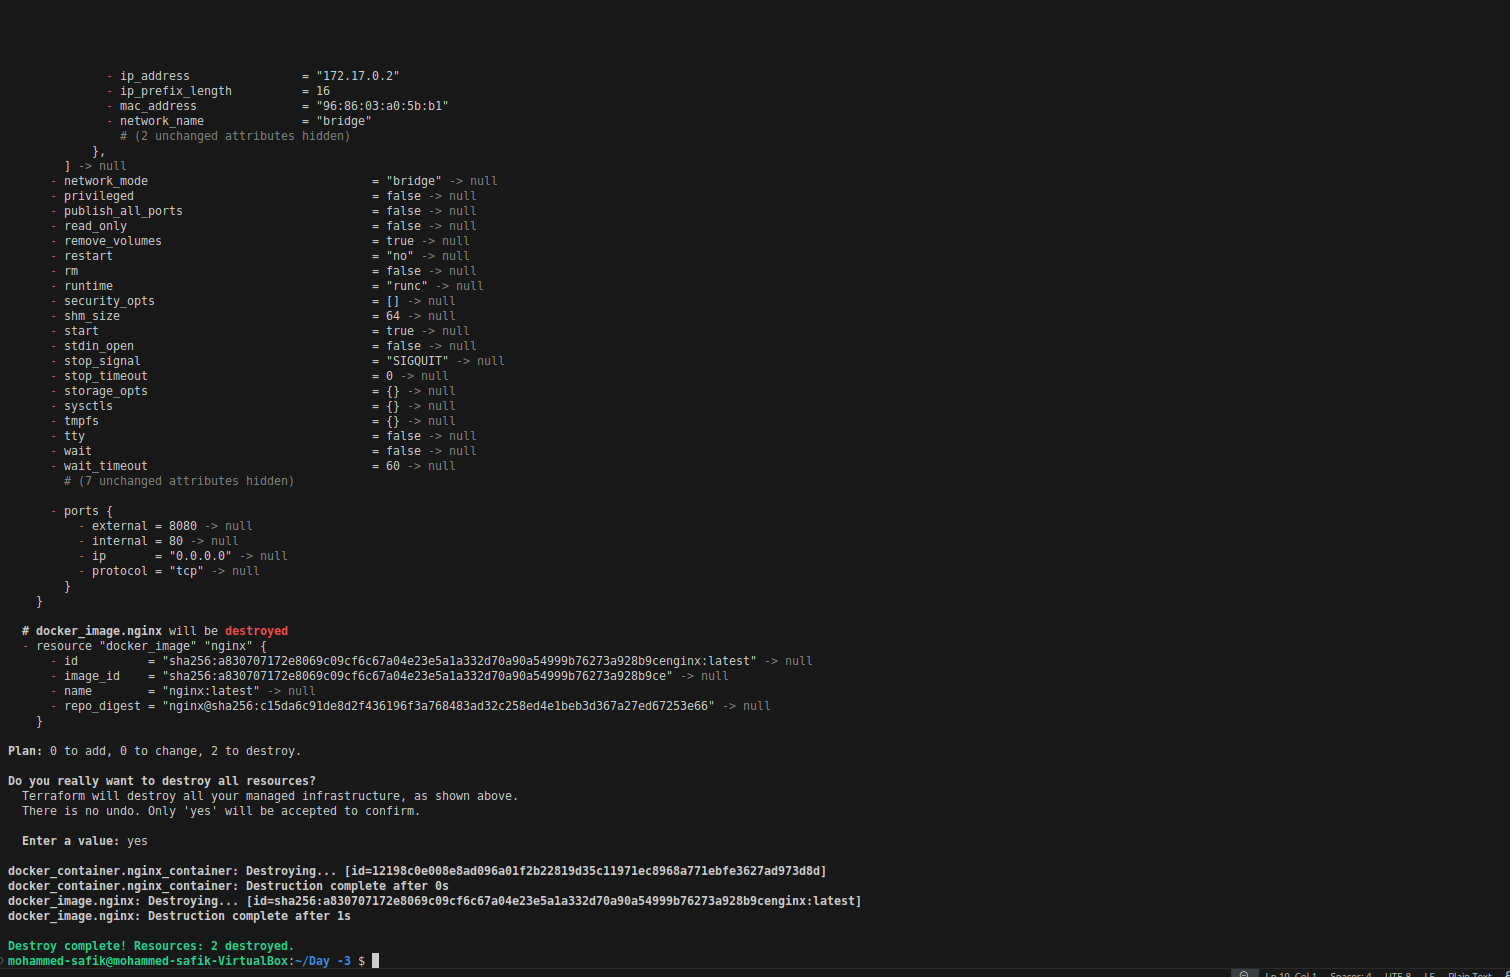 - ip_address = "172.17.0.2"
- ip_prefix_length = 16
- mac_address = "96:86:03:a0:5b:b1"
- network_name = "bridge"
# (2 unchanged attributes hidden)
},
] -> null
- network_mode = "bridge" -> null
- privileged = false -> null
- publish_all_ports = false -> null
- read_only = false -> null
- remove_volumes = true -> null
- restart = "no" -> null
- rm = false -> null
- runtime = "runc" -> null
- security_opts = [] -> null
- shm_size = 64 -> null
- start = true -> null
- stdin_open = false -> null
- stop_signal = "SIGQUIT" -> null
- stop_timeout = 0 -> null
- storage_opts = {} -> null
- sysctls = {} -> null
- tmpfs = {} -> null
- tty = false -> null
- wait = false -> null
- wait_timeout = 60 -> null
# (7 unchanged attributes hidden)
- ports {
- external = 8080 -> null
- internal = 80 -> null
- ip = "0.0.0.0" -> null
- protocol = "tcp" -> null
}
}
# docker_image.nginx will be destroyed
- resource "docker_image" "nginx" {
- id = "sha256:a830707172e8069c09cf6c67a04e23e5a1a332d70a90a54999b76273a928b9cenginx:latest" -> null
- image_id = "sha256:a830707172e8069c09cf6c67a04e23e5a1a332d70a90a54999b76273a928b9ce" -> null
- name = "nginx:latest" -> null
- repo_digest = "nginx@sha256:c15da6c91de8d2f436196f3a768483ad32c258ed4e1beb3d367a27ed67253e66" -> null
}
Plan: 0 to add, 0 to change, 2 to destroy.
Do you really want to destroy all resources?
Terraform will destroy all your managed infrastructure, as shown above.
There is no undo. Only 'yes' will be accepted to confirm.
Enter a value: yes
docker_container.nginx_container: Destroying... [id=12198c0e008e8ad096a01f2b22819d35c11971ec8968a771ebfe3627ad973d8d]
docker_container.nginx_container: Destruction complete after 0s
docker_image.nginx: Destroying... [id=sha256:a830707172e8069c09cf6c67a04e23e5a1a332d70a90a54999b76273a928b9cenginx:latest]
docker_image.nginx: Destruction complete after 1s
Destroy complete! Resources: 2 destroyed.
mohammed-safik@mohammed-safik-VirtualBox:~/Day -3 $
Ln 10, Col 1 Spaces: 4 UTF-8 LF Plain Text